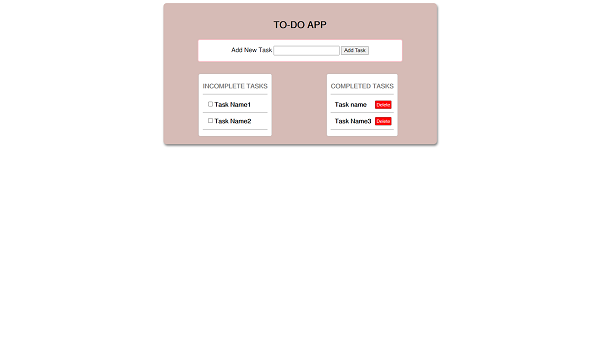 TO-DO APP
Add New Task Add Task
INCOMPLETE TASKS
Task Name1
Task Name2
COMPLETED TASKS
Task name Delete
Task Name3 Delete